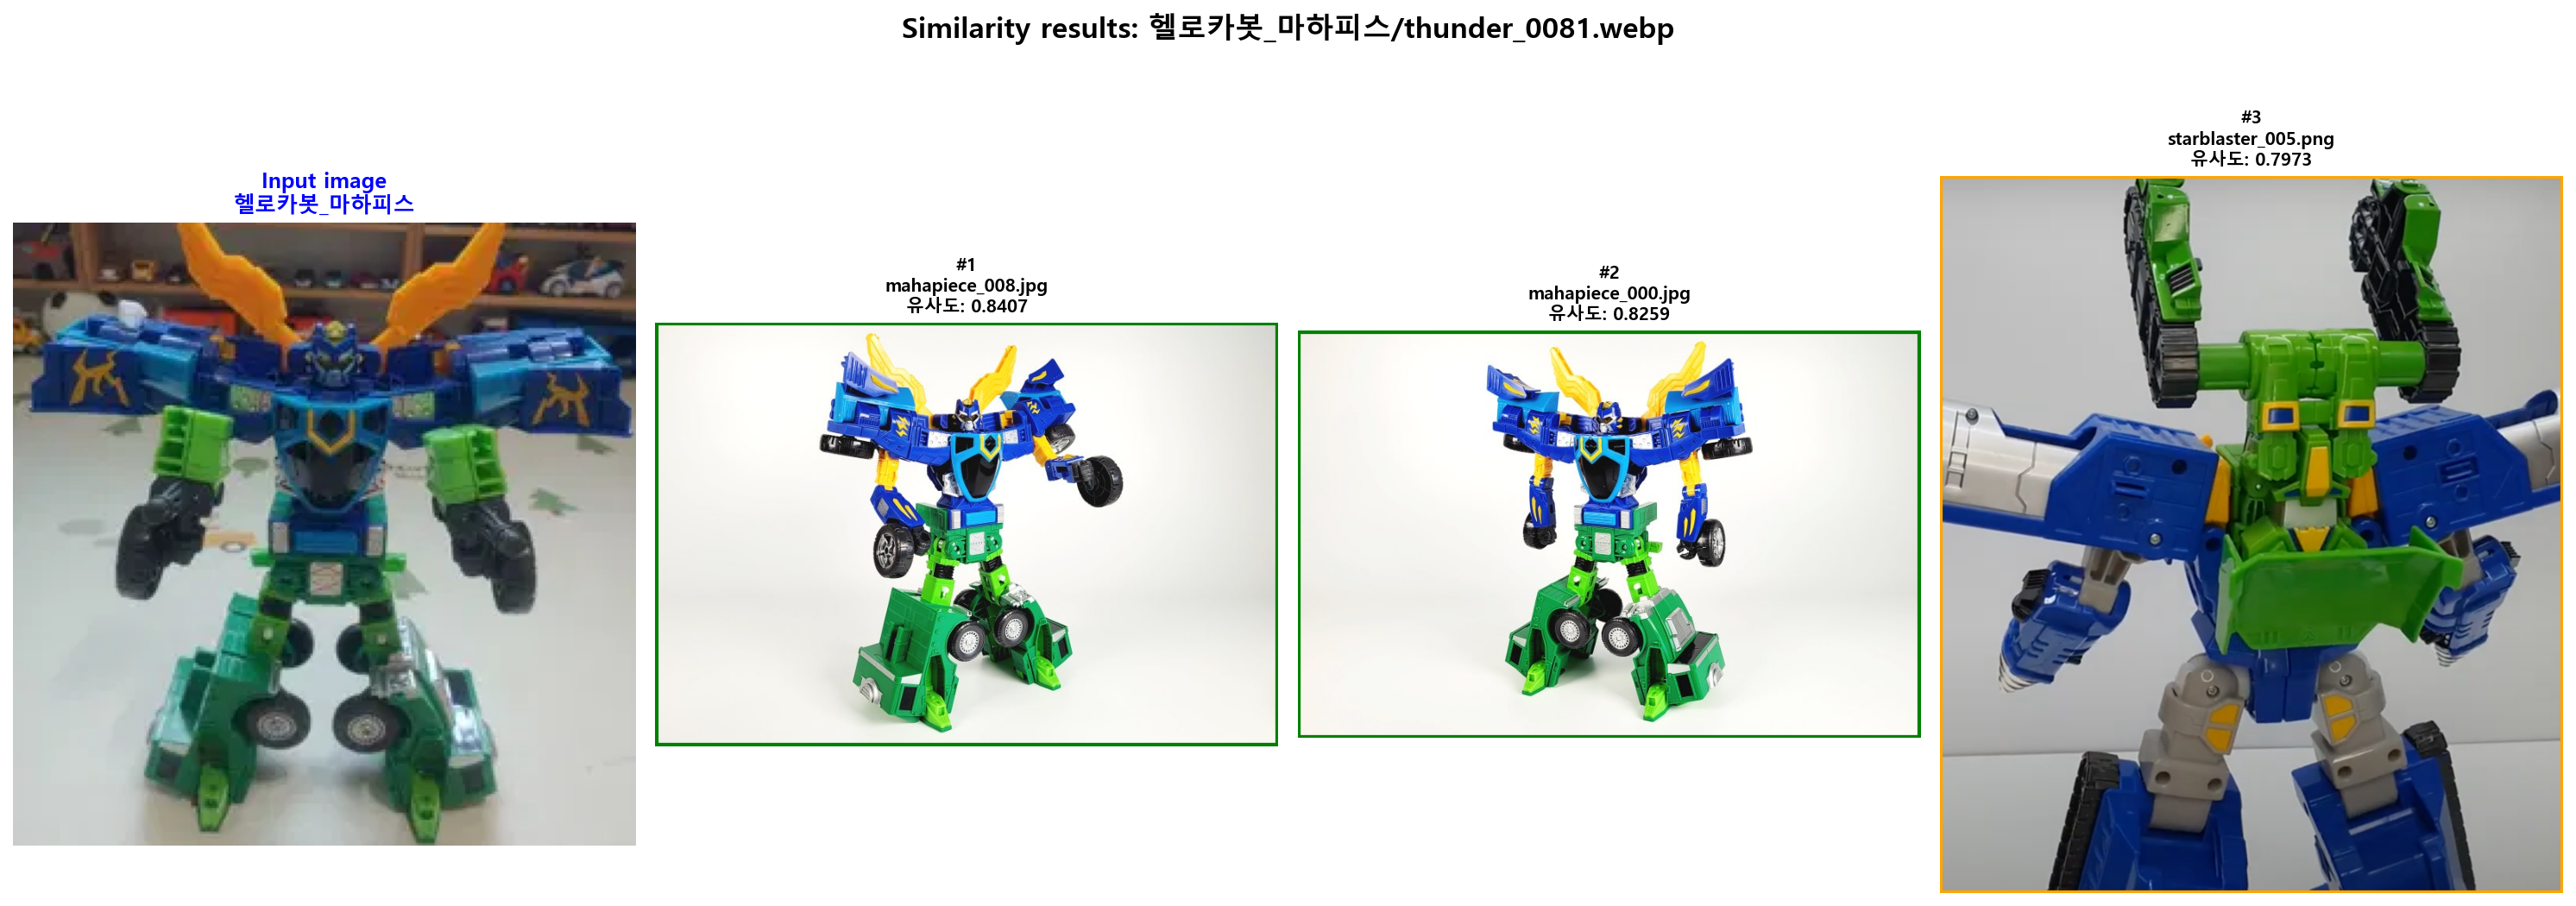 Similarity results: 헬로카봇_마하피스/thunder_0081.webp
Input image
헬로카봇_마하피스
#1
mahapiece_008.jpg
유사도: 0.8407
#2
mahapiece_000.jpg
유사도: 0.8259
#3
starblaster_005.png
유사도: 0.7973